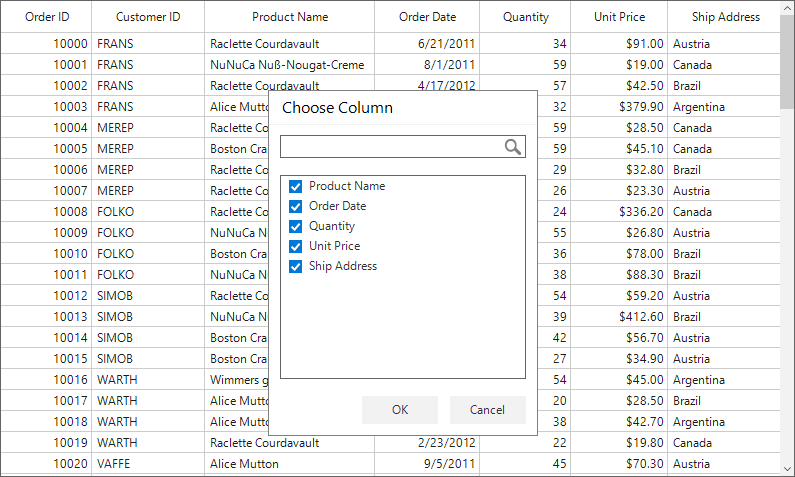 Order ID Customer ID Product Name Order Date Quantity Unit Price Ship Address
10000 FRANS Raclette Courdavault 6/21/2011 34 $91.00 Austria
10001 FRANS NuNuCa Nuß-Nougat-Creme 8/1/2011 59 $19.00 Canada
10002 FRANS Raclette Courdavault 4/17/2012 57 $42.50 Brazil
10003 FRANS Alice Mutto 32 $379.90 Argentina
10004 MEREP Raclette Co 59 $28.50 Canada
10005 MEREP Boston Cra 59 $45.10 Canada
10006 MEREP Raclette Co 29 $32.80 Brazil
10007 MEREP Raclette Co 26 $23.30 Austria
10008 FOLKO Raclette Co 24 $336.20 Canada
10009 FOLKO NuNuCa Nu 55 $26.80 Austria
10010 FOLKO Boston Cra 36 $78.00 Brazil
10011 FOLKO NuNuCa Nu 38 $88.30 Brazil
10012 SIMOB Raclette Co 54 $59.20 Austria
10013 SIMOB NuNuCa Nu 39 $412.60 Brazil
10014 SIMOB Boston Cra 42 $56.70 Austria
10015 SIMOB Boston Cra 27 $34.90 Austria
10016 WARTH Wimmers g 54 $45.00 Argentina
10017 WARTH Alice Mutto 20 $28.50 Brazil
10018 WARTH Alice Mutto 38 $42.70 Argentina
10019 WARTH Raclette Courdavault 2/23/2012 22 $19.80 Canada
10020 VAFFE Alice Mutton 9/5/2011 45 $70.30 Austria
Choose Column
Product Name
Order Date
Quantity
Unit Price
Ship Address
OK Cancel